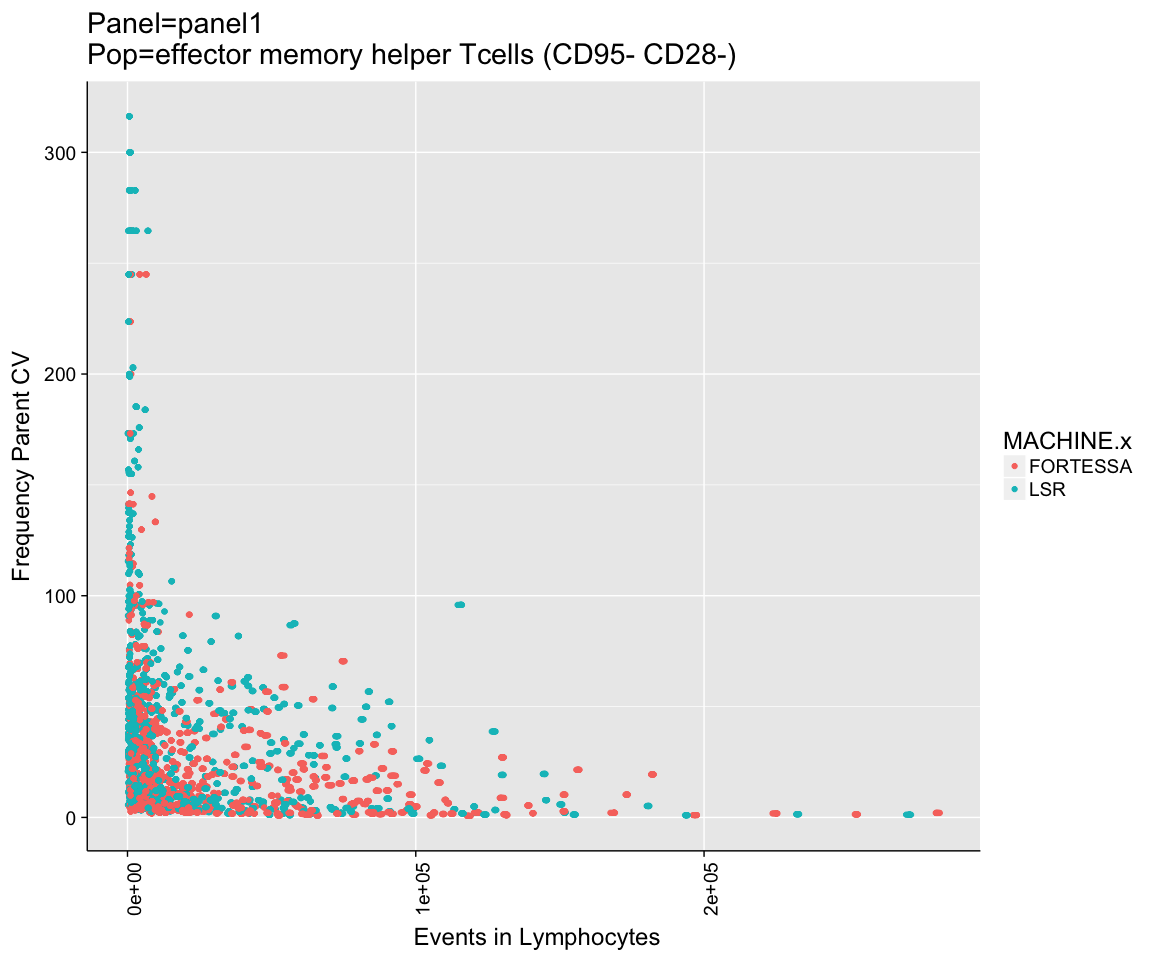 Panel=panel1
Pop=effector memory helper Tcells (CD95- CD28-)
Frequency Parent CV
300
200
100
0
0e+00
1e+05
2e+05
Events in Lymphocytes
MACHINE.x
FORTESSA
LSR